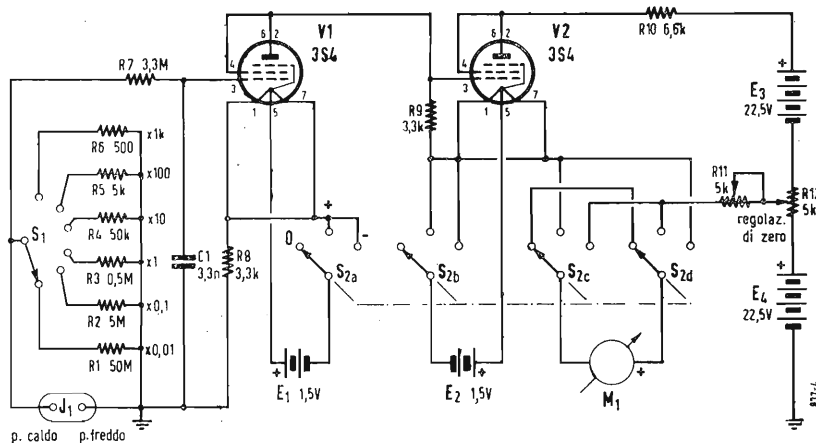 V1
3S4
V2
3S4
R10 6,6k
6
2
4
3
1
5
7
6
2
4
3
1
5
7
R7 3,3M
R9
3,3k
+
E3
22,5V
x1k
R6 500
x100
R5 5k
x10
R4 50k
x1
R3 0,5M
x0,1
R2 5M
x0,01
R1 50M
S1
C1
3,3n
R8
3,3k
0
+
-
S2a
S2b
S2c
S2d
R11
5k
regolaz.
di zero
R12
5k
+
E4
22,5V
+
E1 1,5V
+
E2 1,5V
M1
+
J1
p. caldo
p. freddo